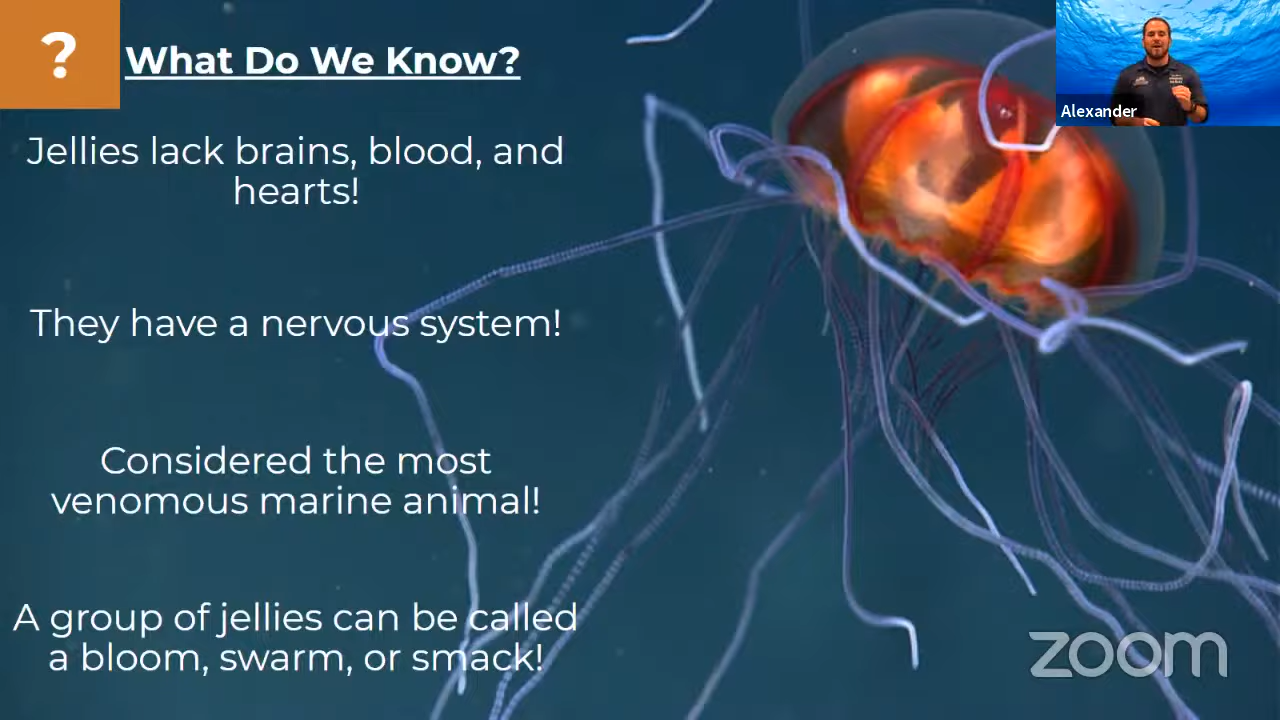 ?
What Do We Know?
Jellies lack brains, blood, and
hearts!
They have a nervous system!
Considered the most
venomous marine animal!
A group of jellies can be called
a bloom, swarm, or smack!
Alexander
zoom